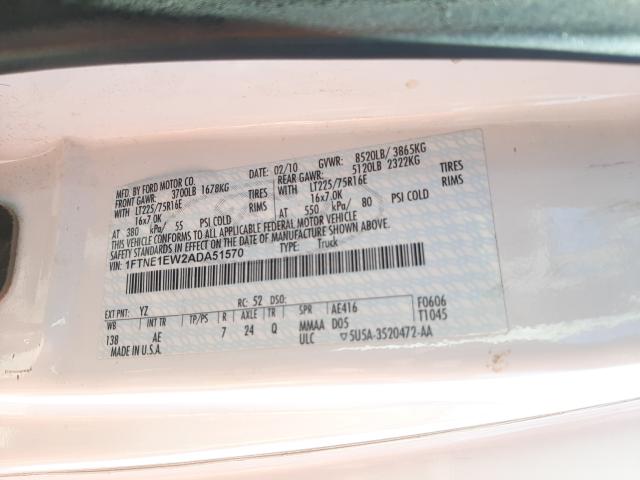 MFD. BY FORD MOTOR CO.
DATE: 02/10 GVWR: 8520LB/ 3865KG
FRONT GAWR: 3700LB 1678KG
REAR GAWR: 5120LB 2322KG
WITH LT225/75R16E TIRES
WITH LT225/75R16E TIRES
16x7.0K RIMS
16x7.0K RIMS
AT 380 kPa/ 55 PSI COLD
AT 550 kPa/ 80 PSI COLD
THIS VEHICLE CONFORMS TO ALL APPLICABLE FEDERAL MOTOR VEHICLE
SAFETY STANDARDS IN EFFECT ON THE DATE OF MANUFACTURE SHOWN ABOVE.
1FTNE1EW2ADA51570 TYPE: Truck
EXT PNT: YZ RC: 52 DSO:
WB INT TR TP/PS R AXLE TR SPR AE416 F0606
138 AE 7 24 Q MMAA D05 T1045
MADE IN U.S.A. ULC 5U5A-3520472-AA